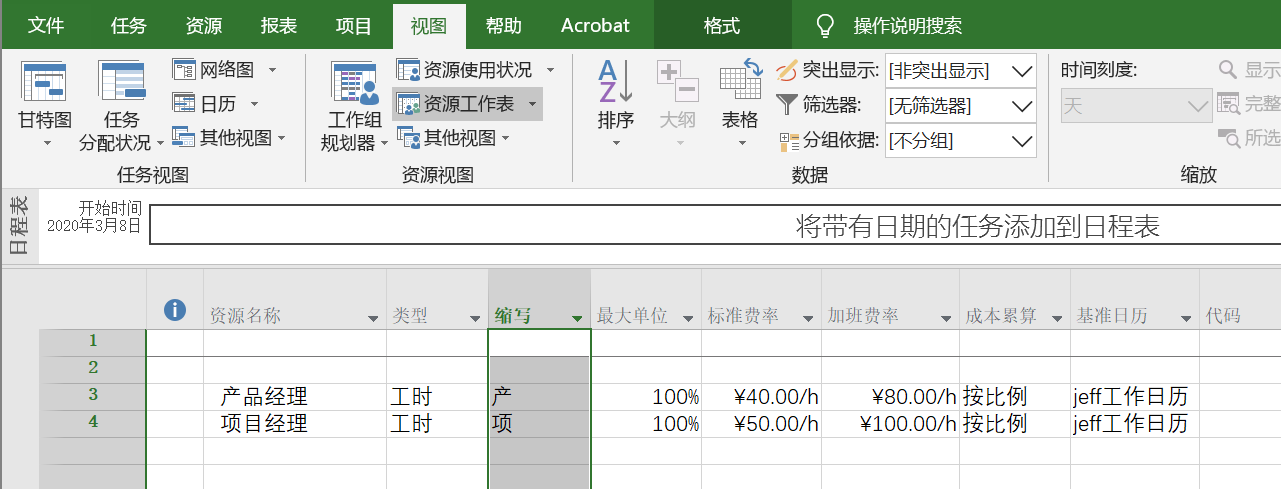 文件 任务 资源 报表 项目 视图 帮助 Acrobat 格式 操作说明搜索
甘特图 任务分配状况 网络图 日历 其他视图
任务视图
工作组规划器 资源使用状况 资源工作表 其他视图
资源视图
排序 大纲 表格
突出显示: [非突出显示]
筛选器: [无筛选器]
分组依据: [不分组]
数据
时间刻度:
天
显示
完整
所选
缩放
日程表
开始时间
2020年3月8日
将带有日期的任务添加到日程表
资源名称 类型 缩写 最大单位 标准费率 加班费率 成本累算 基准日历 代码
1
2
3 产品经理 工时 产 100% ¥40.00/h ¥80.00/h 按比例 jeff工作日历
4 项目经理 工时 项 100% ¥50.00/h ¥100.00/h 按比例 jeff工作日历